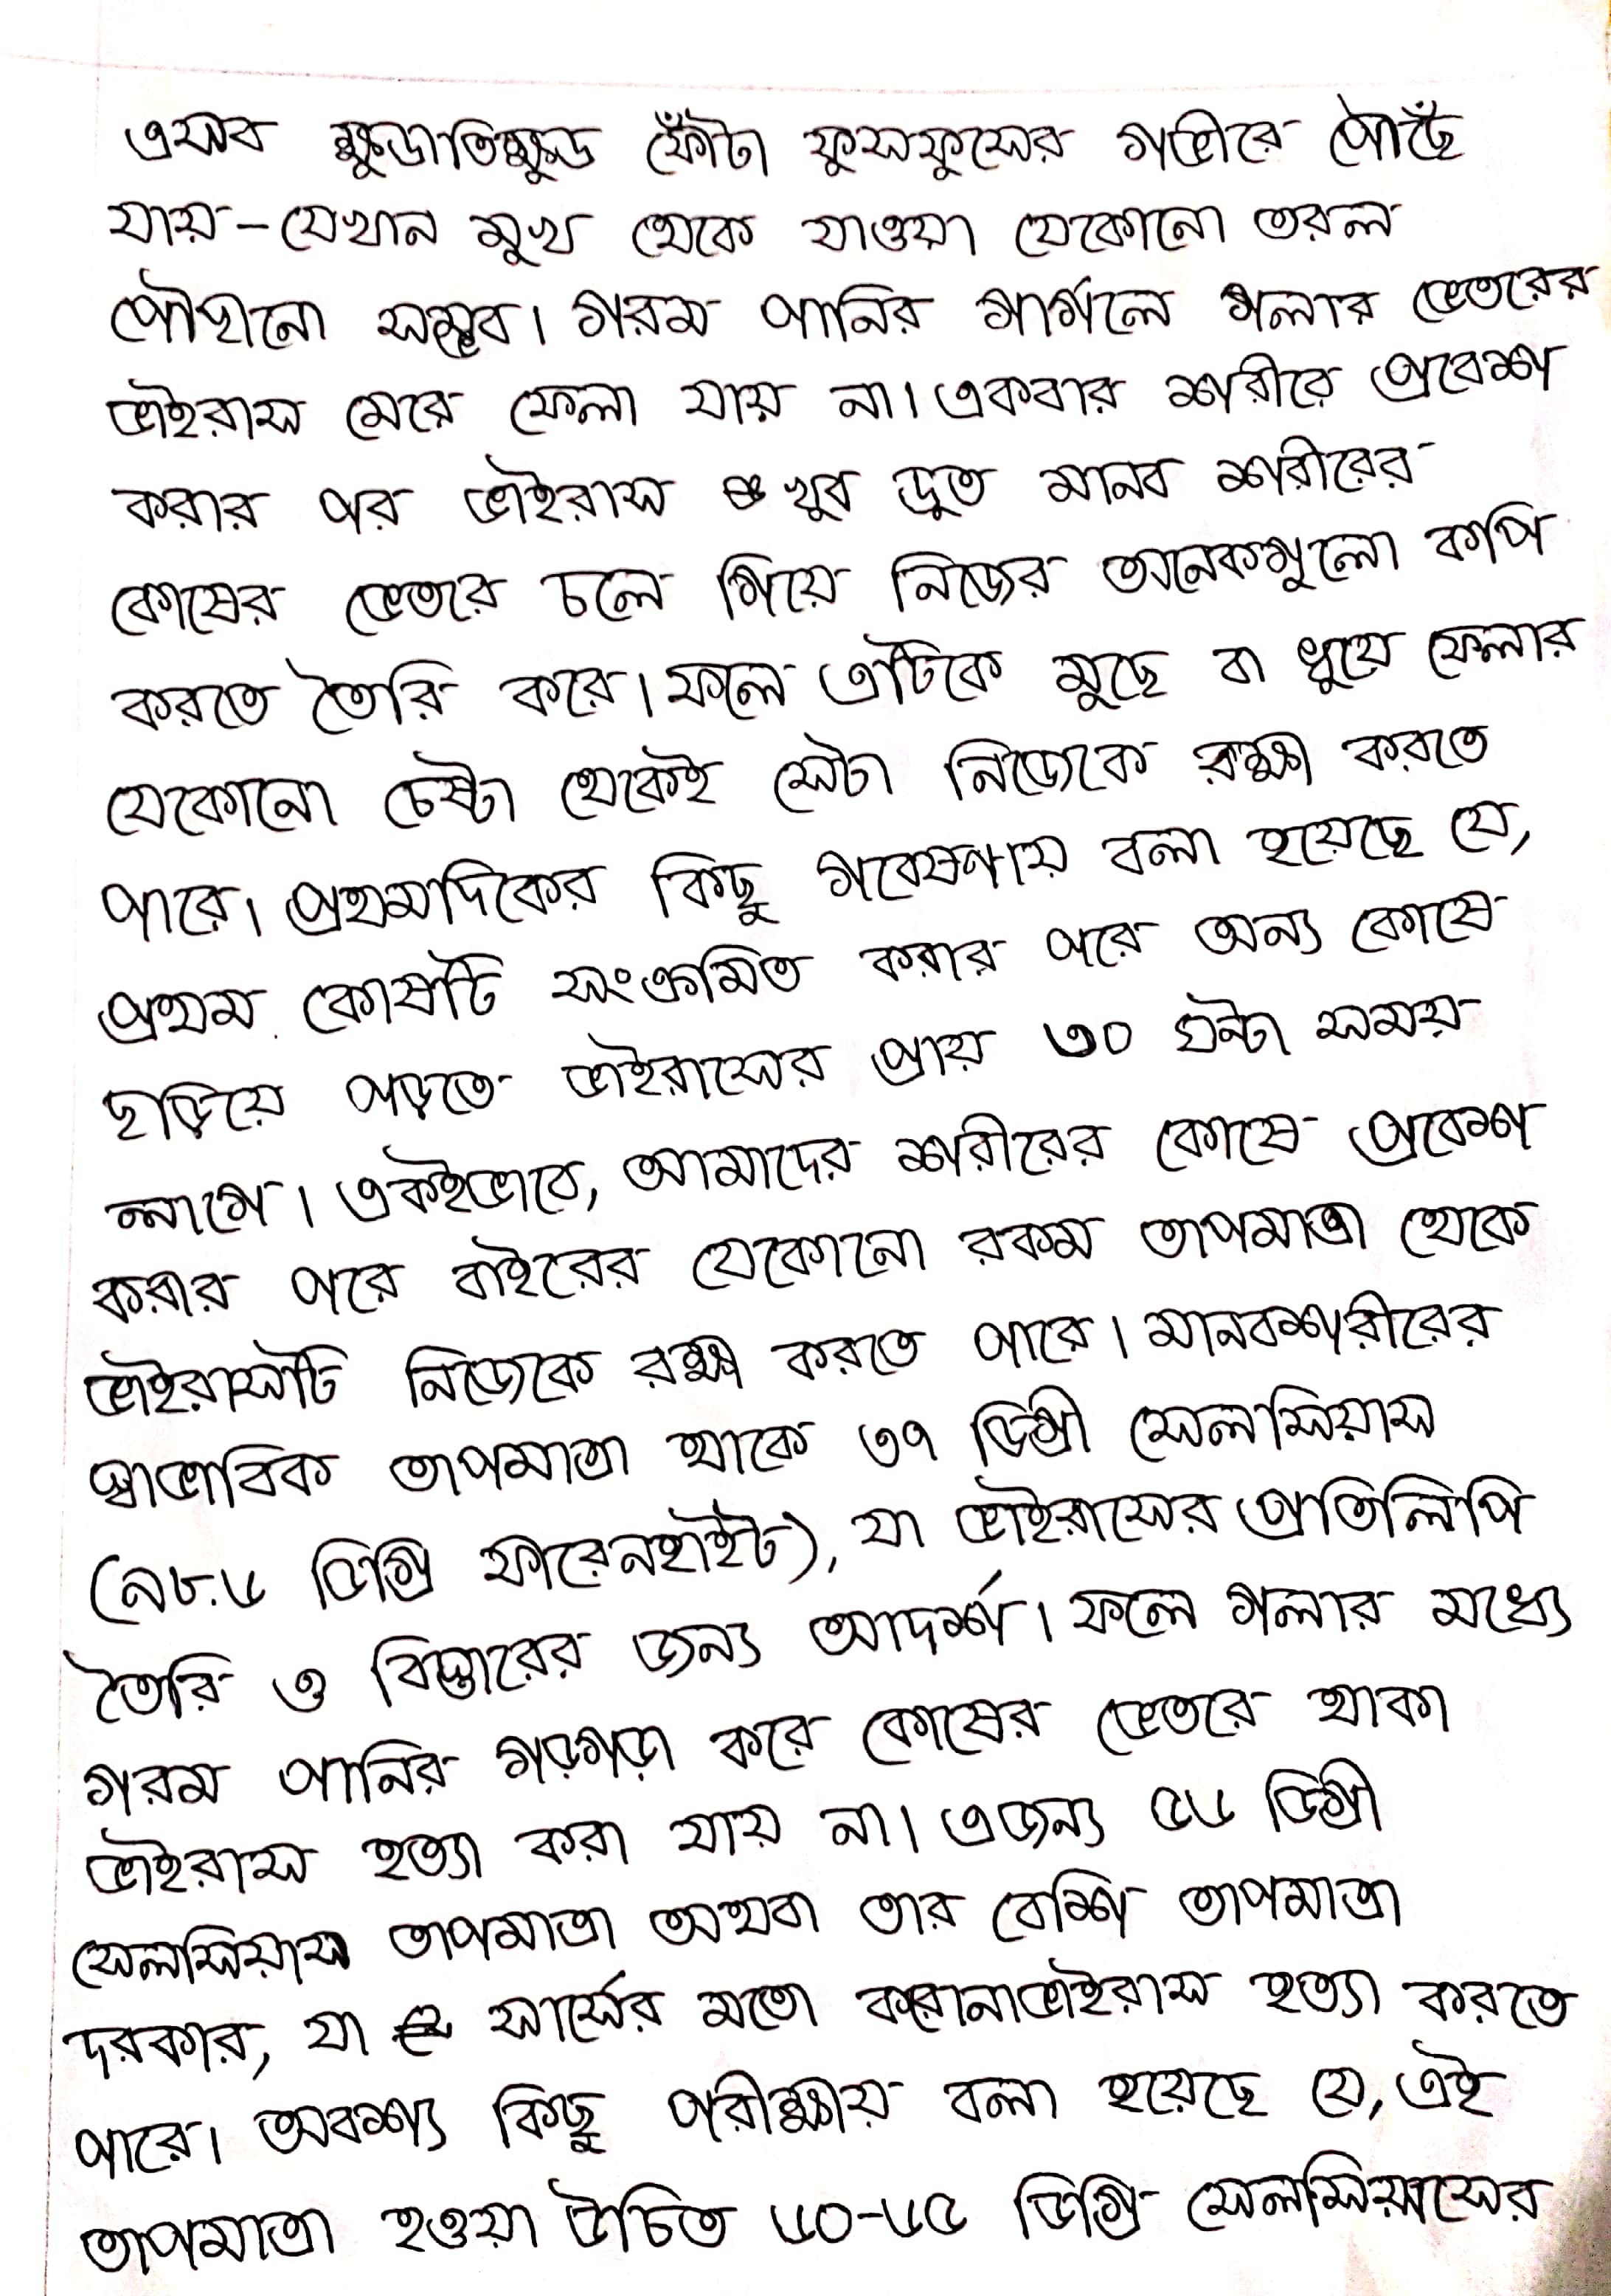 এসব ক্ষুডাতিক্ষুড ফোঁটা ফুসফুসের গভীরে পৌঁছে
যায়-যেখান মুখ থেকে যাওয়া যেকোনো তরল
পৌছানো সম্ভব। গরম পানির গার্গলে গলার ভেতরের
ভাইরাস মেরে ফেলা যায় না। একবার শরীরে প্রবেশ
করার পর ভাইরাস খুব দ্রুত মানব শরীরের
কোষের ভেতরে চলে গিয়ে নিজের অনেকগুলো কপি
করতে তৈরি করে। ফলে এটিকে মুছে বা ধুয়ে ফেলার
যেকোনো চেষ্টা থেকেই সেটা নিজেকে রক্ষা করতে
পারে। প্রথমাদিকের কিছু গবেষণায় বলা হয়েছে যে,
প্রথম কোষটি সংক্রমিত করার পরে অন্য কোষে
ছড়িয়ে পড়তে ভাইরাসের প্রায় ৩০ ঘন্টা সময়
লাগে। একইভাবে, আমাদের শরীরের কোষে প্রবেশ
করার পরে বাইরের যেকোনো রকম তাপমাত্রা থেকে
ভাইরাসটি নিজেকে রক্ষা করতে পারে। মানবশরীরের
স্বাভাবিক তাপমাত্রা থাকে ৩৭ ডিগ্রী সেলসিয়াস
(৯৮.৬ ডিগ্রি ফারেনহাইট), যা ভাইরাসের প্রতিলিপি
তৈরি ও বিস্তারের জন্য আদর্শ। ফলে গলার মধ্যে
গরম পানির গড়গড়া করে কোষের ভেতরে থাকা
ভাইরাস হত্যা করা যায় না। এজন্য ৫৬ ডিগ্রী
সেলসিয়াস তাপমাত্রা অথবা তার বেশি তাপমাত্রা
দরকার, যা সার্সের মতো করোনাভাইরাস হত্যা করতে
পারে। অবশ্য কিছু পরীক্ষায় বলা হয়েছে যে, এই
তাপমাত্রা হওয়া উচিত ৬০-৬৫ ডিগ্রি সেলসিয়াসের